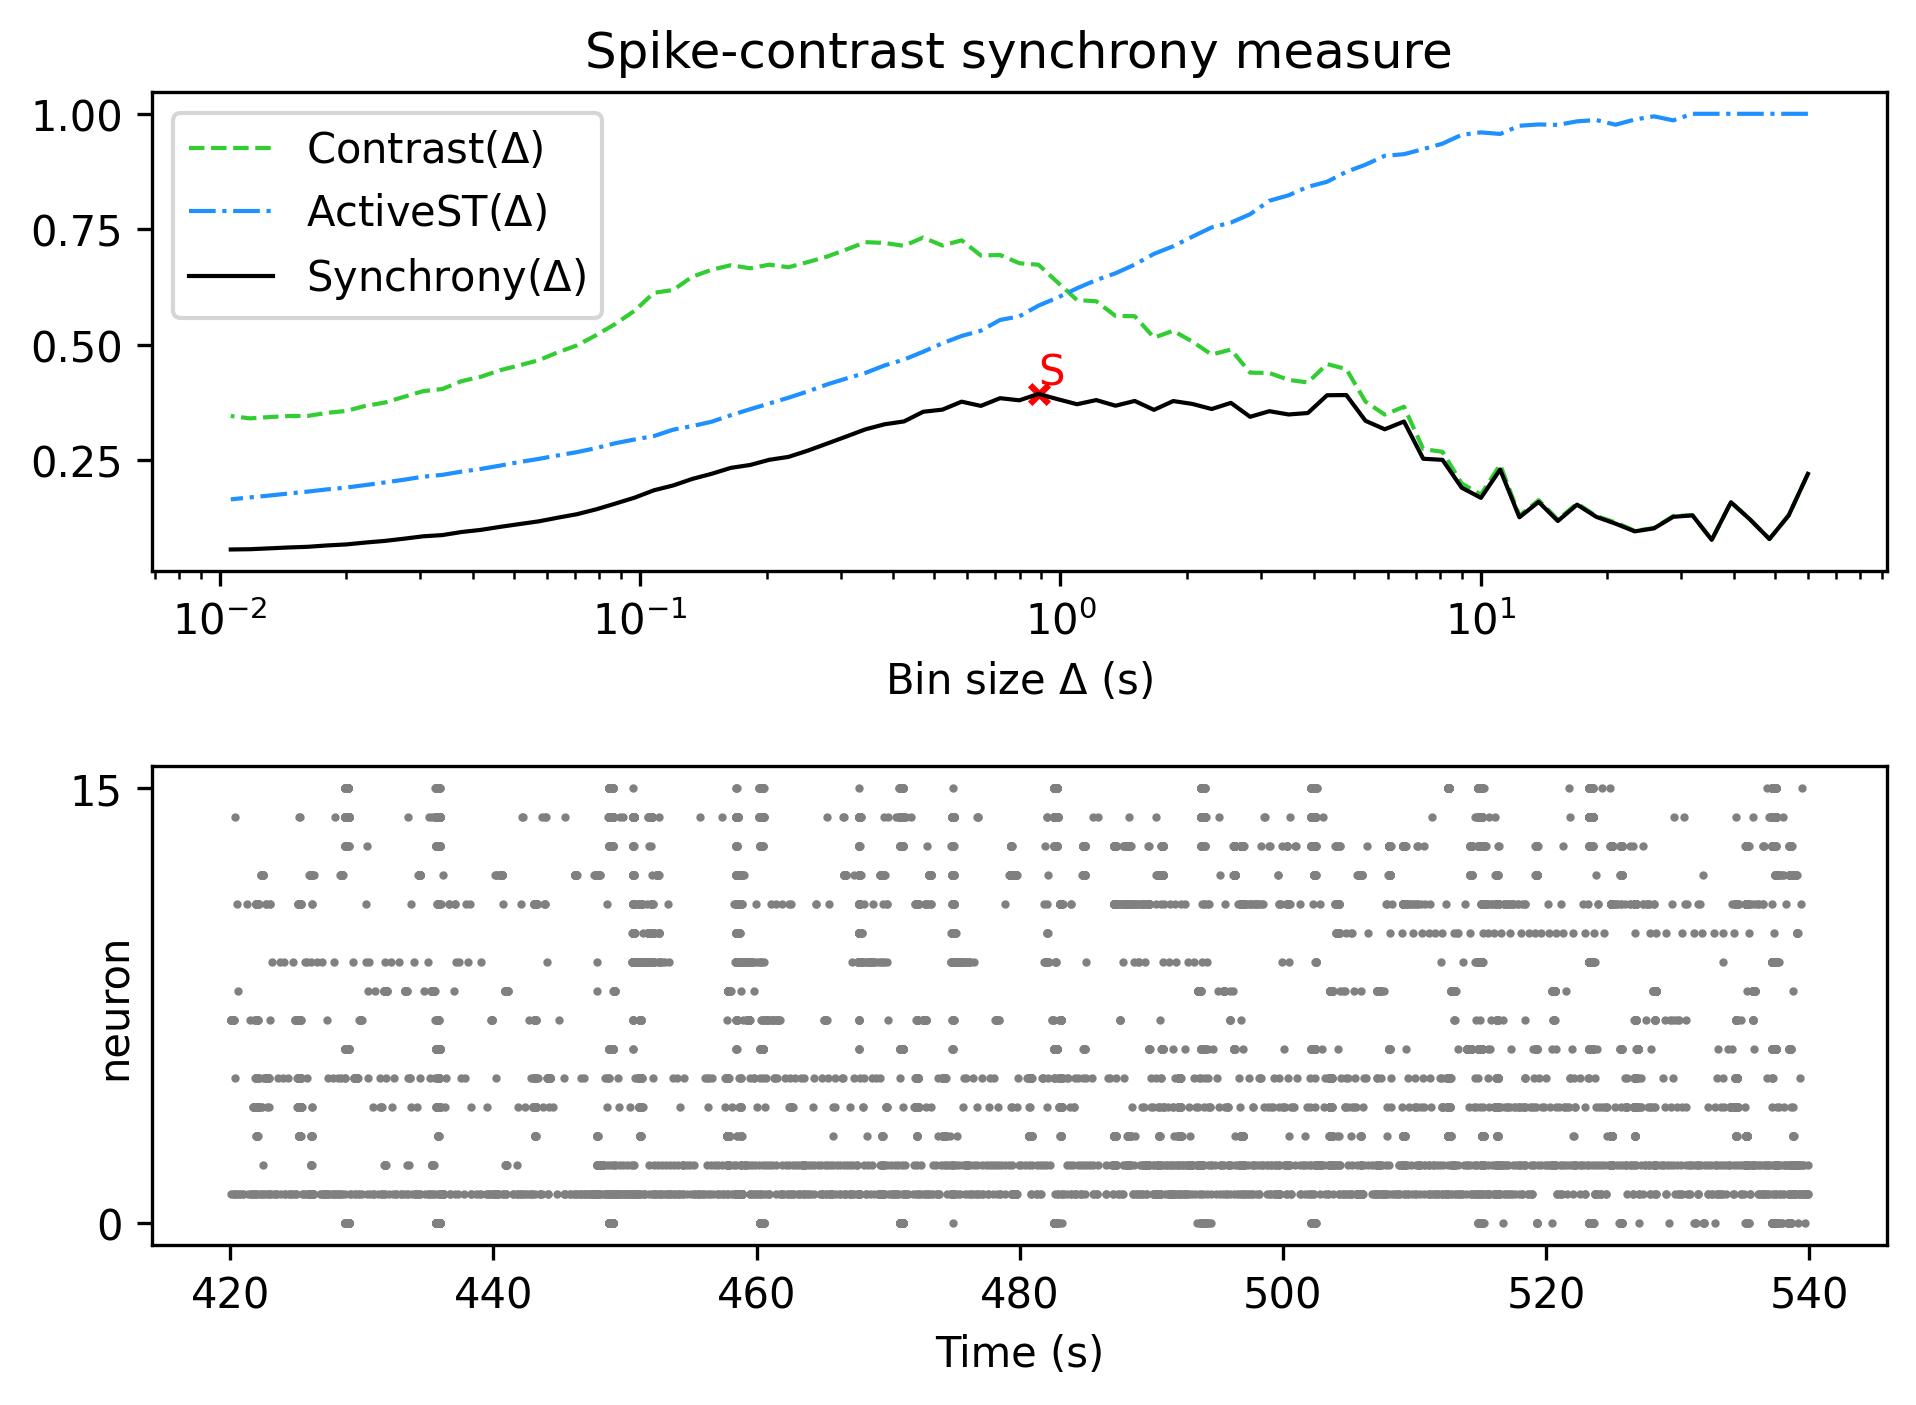 Spike-contrast synchrony measure
1.00
0.75
0.50
0.25
Contrast(Δ)
ActiveST(Δ)
Synchrony(Δ)
S
10⁻² 10⁻¹ 10⁰ 10¹
Bin size Δ (s)
15
0
neuron
420 440 460 480 500 520 540
Time (s)